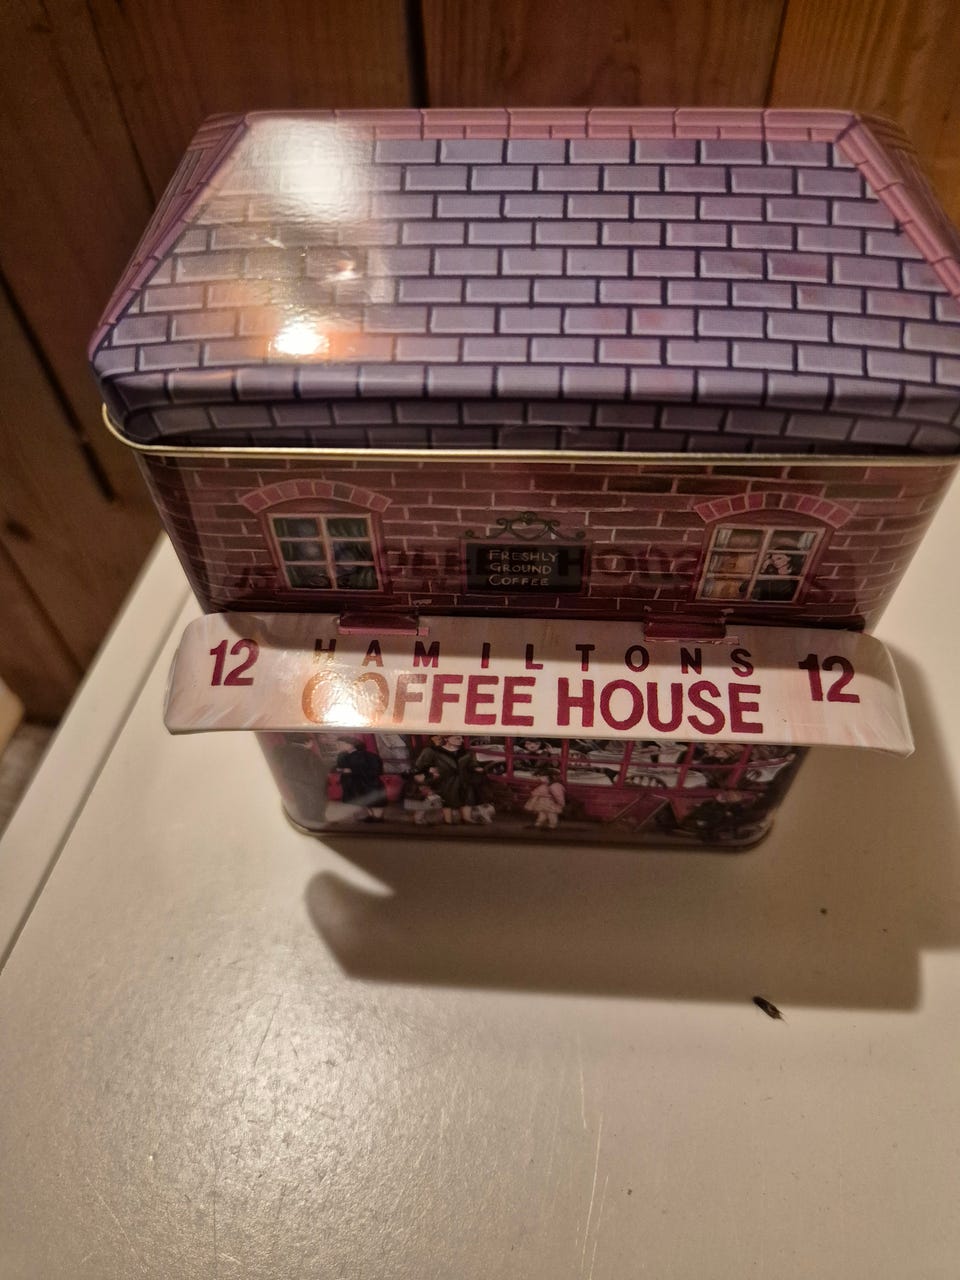 FRESHLY
GROUND
COFFEE
12 HAMILTONS 12
COFFEE HOUSE